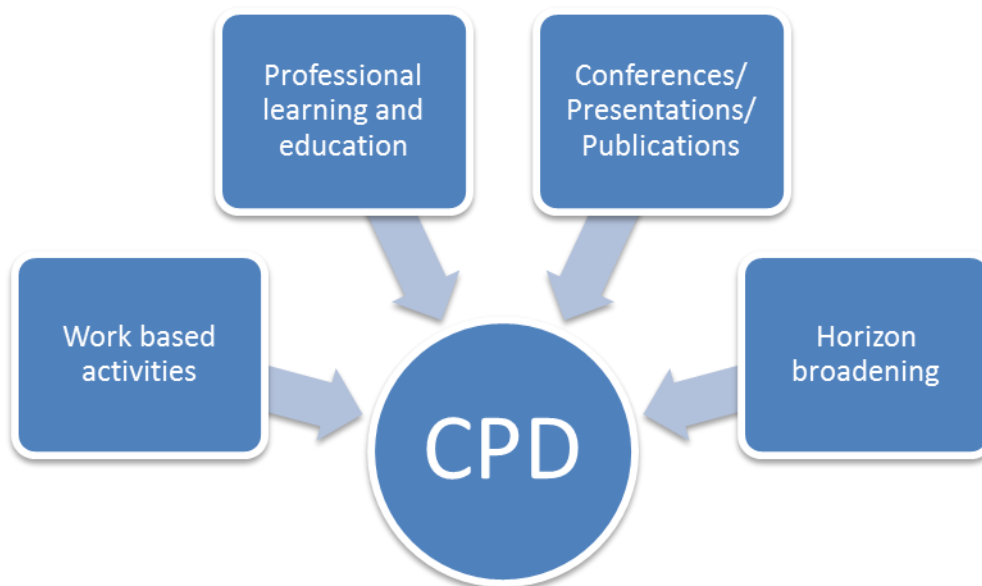 Professional
learning and
education
Conferences/
Presentations/
Publications
Work based
activities
Horizon
broadening
CPD